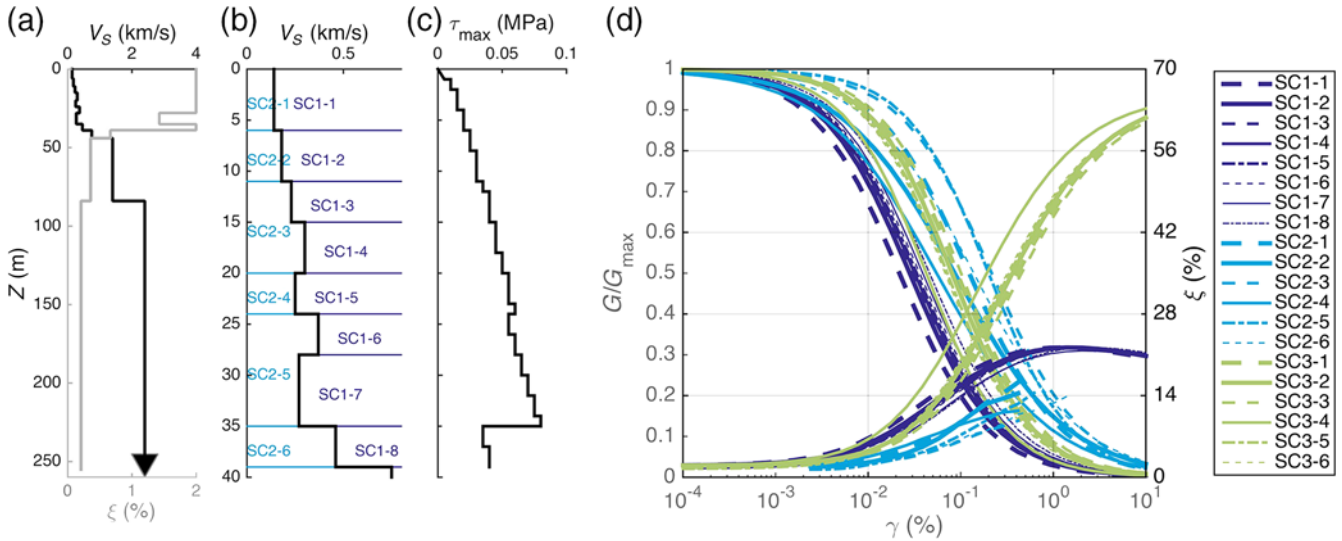 (a)
V_S (km/s)
0 2 4
0
50
100
150
200
250
Z (m)
0 1 2
ξ (%)
(b)
V_S (km/s)
0 0.5
0
5
10
15
20
25
30
35
40
SC2-1 SC1-1
SC2-2 SC1-2
SC1-3
SC2-3
SC1-4
SC2-4 SC1-5
SC1-6
SC2-5
SC1-7
SC2-6 SC1-8
(c)
τ_max (MPa)
0 0.05 0.1
(d)
1
0.9
0.8
0.7
0.6
0.5
0.4
0.3
0.2
0.1
0
G/G_max
10^-4 10^-3 10^-2 10^-1 10^0 10^1
γ (%)
70
56
42
28
14
0
ξ (%)
SC1-1
SC1-2
SC1-3
SC1-4
SC1-5
SC1-6
SC1-7
SC1-8
SC2-1
SC2-2
SC2-3
SC2-4
SC2-5
SC2-6
SC3-1
SC3-2
SC3-3
SC3-4
SC3-5
SC3-6